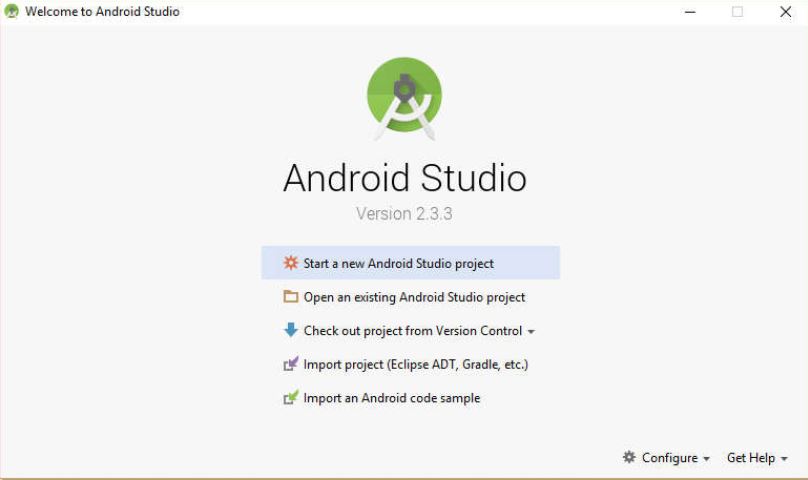 Welcome to Android Studio
Android Studio
Version 2.3.3
Start a new Android Studio project
Open an existing Android Studio project
Check out project from Version Control
Import project (Eclipse ADT, Gradle, etc.)
Import an Android code sample
Configure Get Help